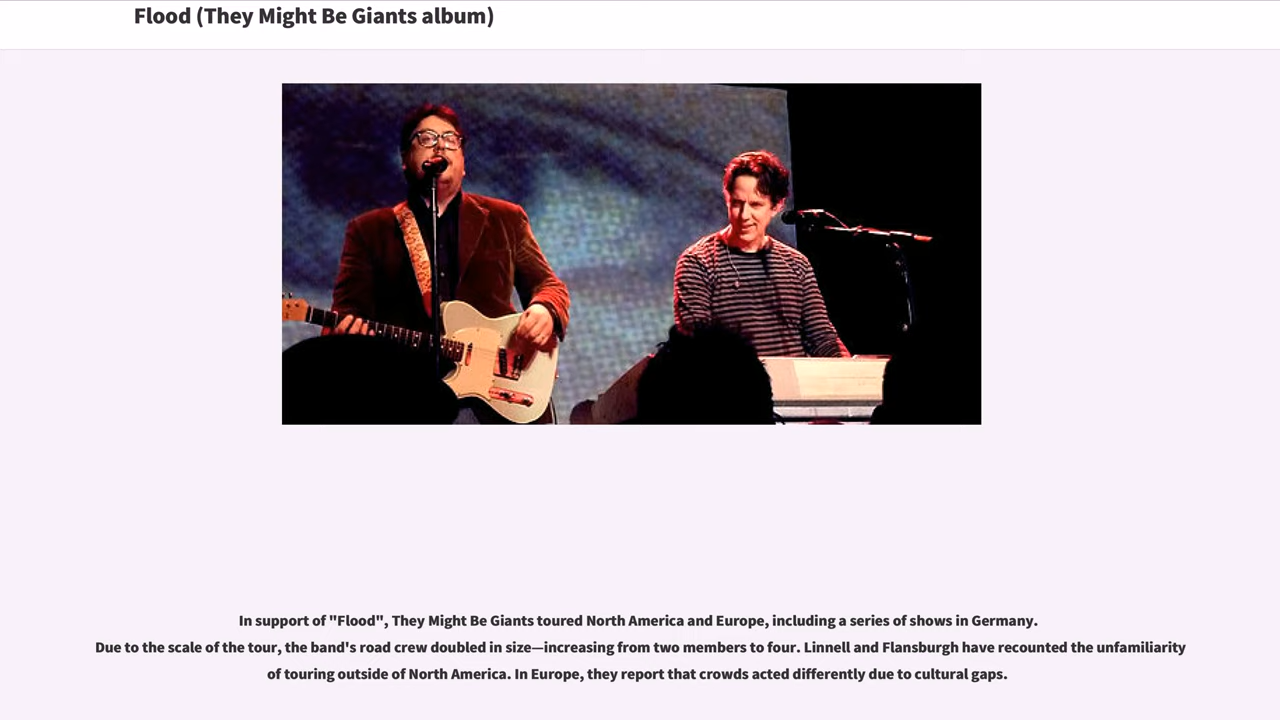 Flood (They Might Be Giants album)
In support of "Flood", They Might Be Giants toured North America and Europe, including a series of shows in Germany.
Due to the scale of the tour, the band's road crew doubled in size—increasing from two members to four. Linnell and Flansburgh have recounted the unfamiliarity
of touring outside of North America. In Europe, they report that crowds acted differently due to cultural gaps.